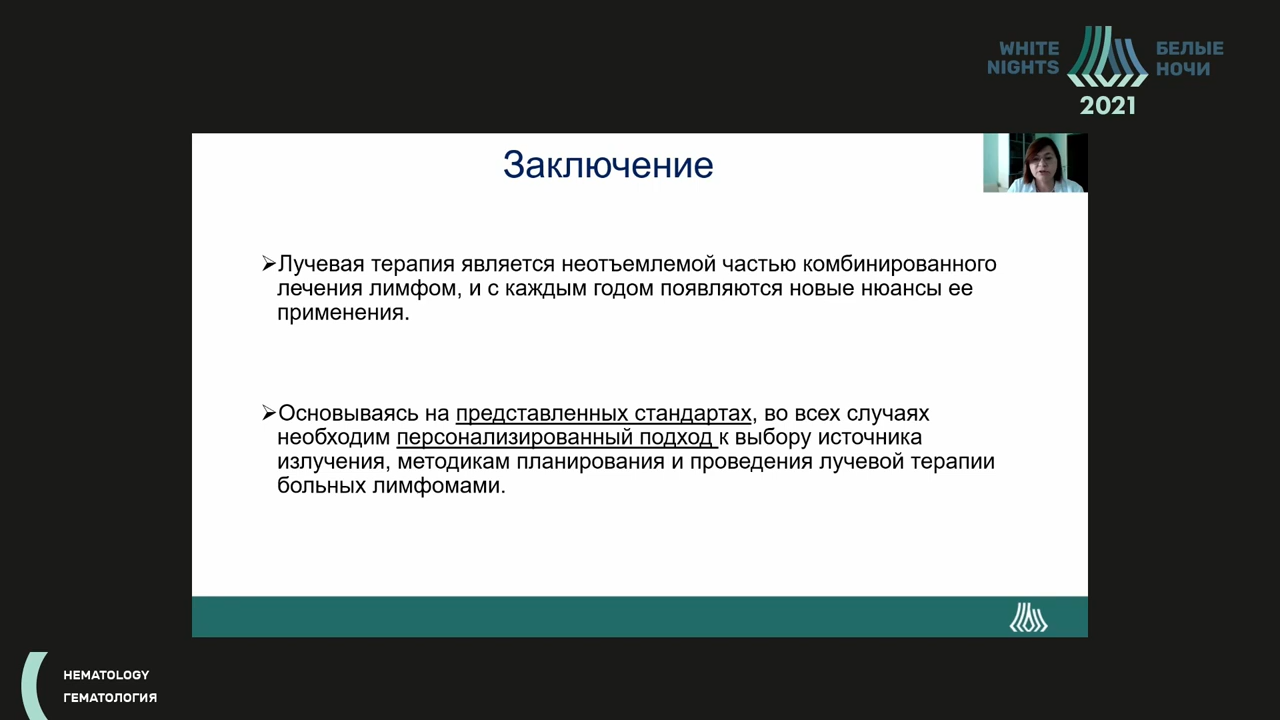 WHITE
NIGHTS
БЕЛЫЕ
НОЧИ
2021
Заключение
➢Лучевая терапия является неотъемлемой частью комбинированного
лечения лимфом, и с каждым годом появляются новые нюансы ее
применения.
➢Основываясь на представленных стандартах, во всех случаях
необходим персонализированный подход к выбору источника
излучения, методикам планирования и проведения лучевой терапии
больных лимфомами.
HEMATOLOGY
ГЕМАТОЛОГИЯ